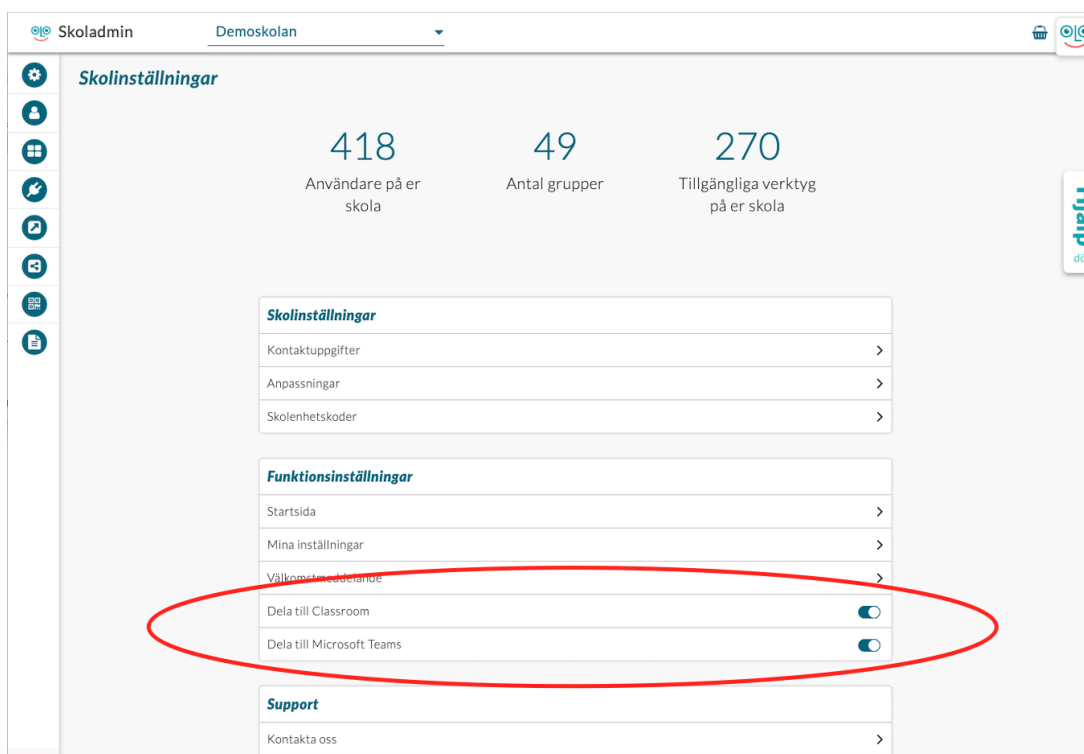 Skoladmin
Demoskolan
Skolinställningar
418
Användare på er
skola
49
Antal grupper
270
Tillgängliga verktyg
på er skola
Hjälp
Skolinställningar
Kontaktuppgifter
Anpassningar
Skolenhetskoder
Funktionsinställningar
Startsida
Mina inställningar
Välkomstmeddelande
Dela till Classroom
Dela till Microsoft Teams
Support
Kontakta oss